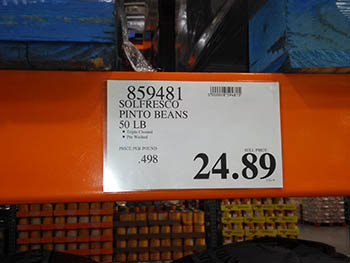 859481
SOLFRESCO
PINTO BEANS
50 LB
• Triple Cleaned
• Pre Washed
PRICE PER POUND
SELL PRICE
.498
24.89